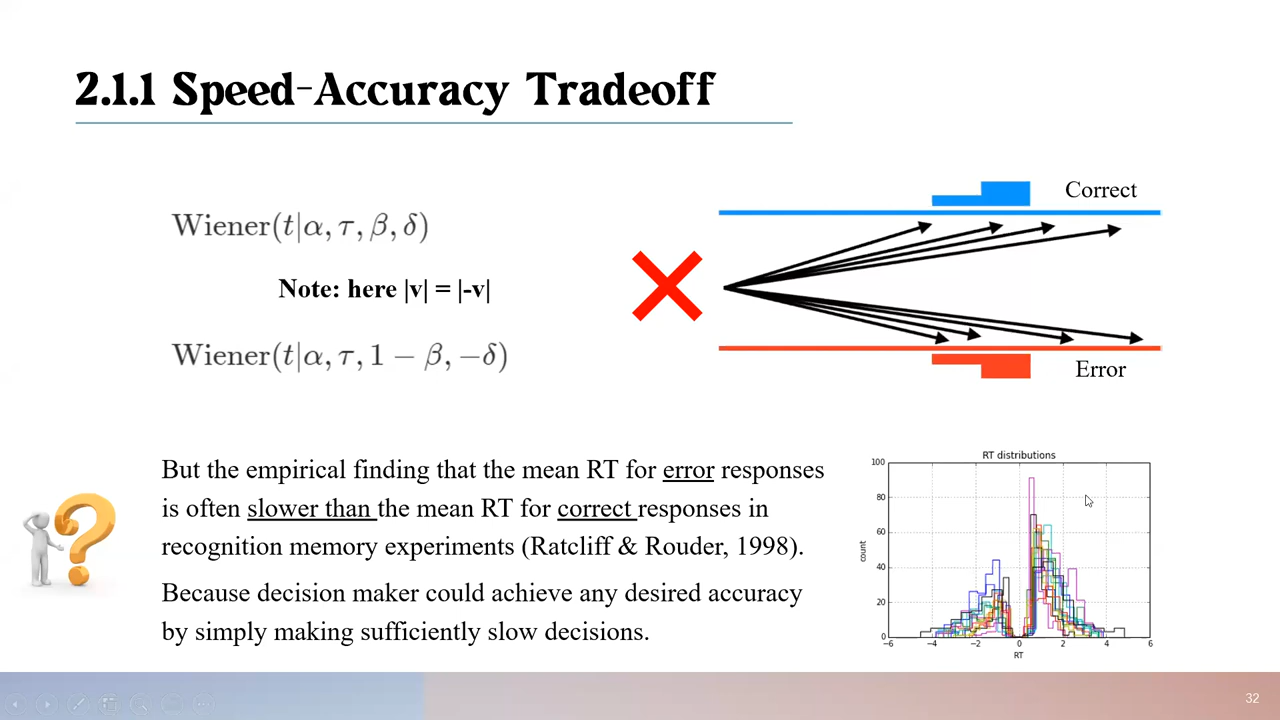 2.1.1 Speed-Accuracy Tradeoff
Wiener(t|α, τ, β, δ)
Note: here |v| = |-v|
Wiener(t|α, τ, 1 − β, −δ)
Correct
Error
But the empirical finding that the mean RT for error responses
is often slower than the mean RT for correct responses in
recognition memory experiments (Ratcliff & Rouder, 1998).
Because decision maker could achieve any desired accuracy
by simply making sufficiently slow decisions.
RT distributions
100
80
60
40
20
0
count
−6 −4 −2 0 2 4 6
RT
32